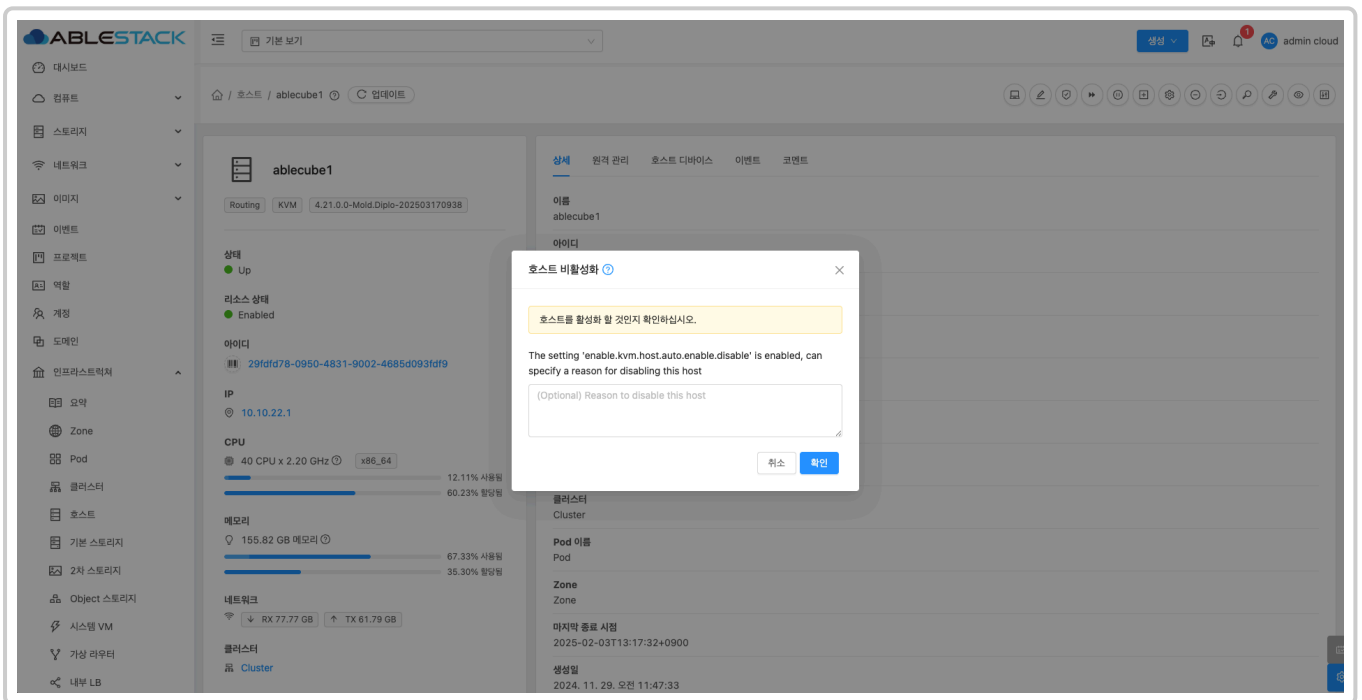 ABLESTACK
기본 보기
생성
1
AC
admin cloud
대시보드
컴퓨트
스토리지
네트워크
이미지
이벤트
프로젝트
역할
계정
도메인
인프라스트럭쳐
요약
Zone
Pod
클러스터
호스트
기본 스토리지
2차 스토리지
Object 스토리지
시스템 VM
가상 라우터
내부 LB
/ 호스트 / ablecube1
업데이트
ablecube1
Routing
KVM
4.21.0.0-Mold.Diplo-202503170938
상태
Up
리소스 상태
Enabled
아이디
29fdfd78-0950-4831-9002-4685d093fdf9
IP
10.10.22.1
CPU
40 CPU x 2.20 GHz
x86_64
12.11% 사용됨
60.23% 할당됨
메모리
155.82 GB 메모리
67.33% 사용됨
35.30% 할당됨
네트워크
RX 77.77 GB
TX 61.79 GB
클러스터
Cluster
상세
원격 관리
호스트 디바이스
이벤트
코멘트
이름
ablecube1
아이디
호스트 비활성화
호스트를 활성화 할 것인지 확인하십시오.
The setting 'enable.kvm.host.auto.enable.disable' is enabled, can
specify a reason for disabling this host
(Optional) Reason to disable this host
취소
확인
클러스터
Cluster
Pod 이름
Pod
Zone
Zone
마지막 종료 시점
2025-02-03T13:17:32+0900
생성일
2024. 11. 29. 오전 11:47:33